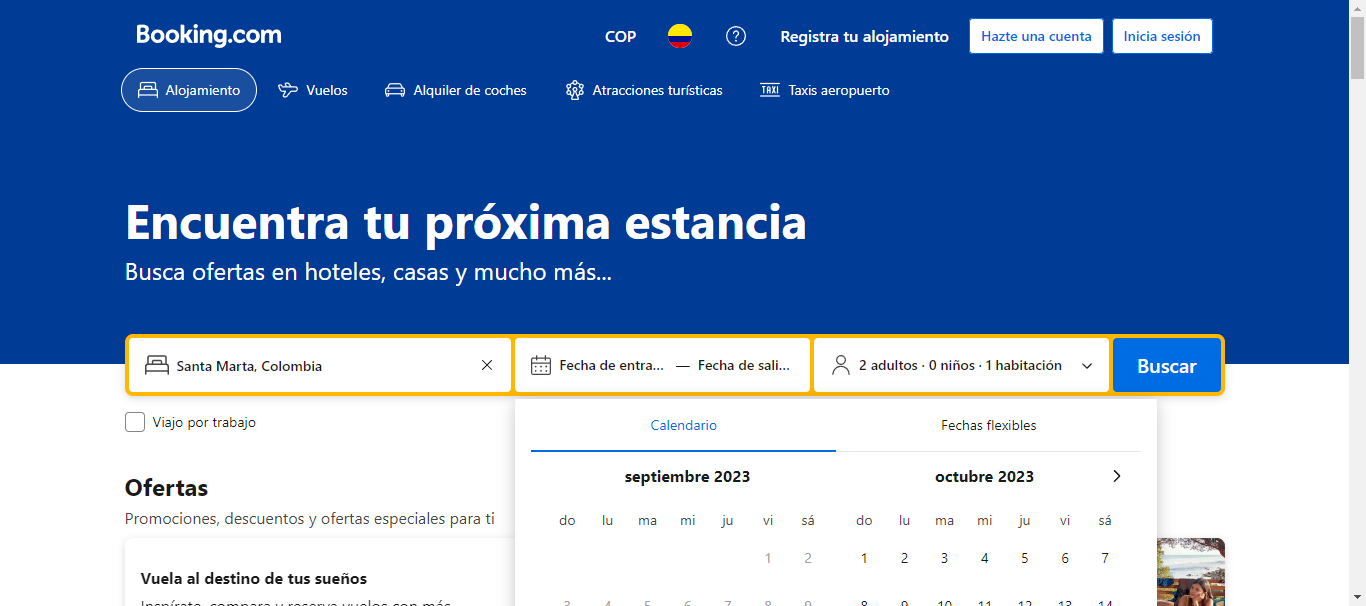 Booking.com
COP
Registra tu alojamiento
Hazte una cuenta
Inicia sesión
Alojamiento
Vuelos
Alquiler de coches
Atracciones turísticas
TAXI
Taxis aeropuerto
Encuentra tu próxima estancia
Busca ofertas en hoteles, casas y mucho más...
Santa Marta, Colombia
Fecha de entra... — Fecha de sali...
2 adultos · 0 niños · 1 habitación
Buscar
Viajo por trabajo
Calendario
Fechas flexibles
septiembre 2023
octubre 2023
do lu ma mi ju vi sá
do lu ma mi ju vi sá
1 2
1 2 3 4 5 6 7
3 4 5 6 7 8 9
8 9 10 11 12 13 14
Ofertas
Promociones, descuentos y ofertas especiales para ti
Vuela al destino de tus sueños
Inspírate, compara y reserva vuelos con más